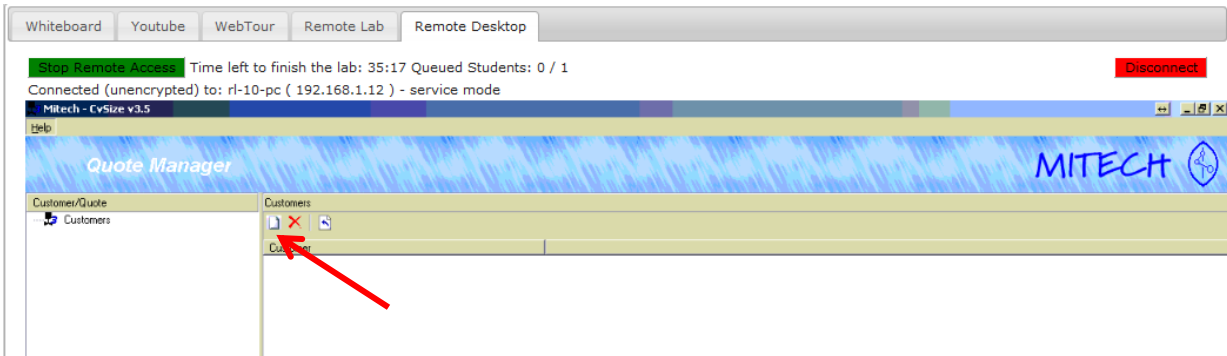 Whiteboard Youtube WebTour Remote Lab Remote Desktop
Stop Remote Access Time left to finish the lab: 35:17 Queued Students: 0 / 1 Disconnect
Connected (unencrypted) to: rl-10-pc ( 192.168.1.12 ) - service mode
Mitech - CvSize v3.5
Help
Quote Manager MITECH
Customer/Quote Customers
Customers
Customer